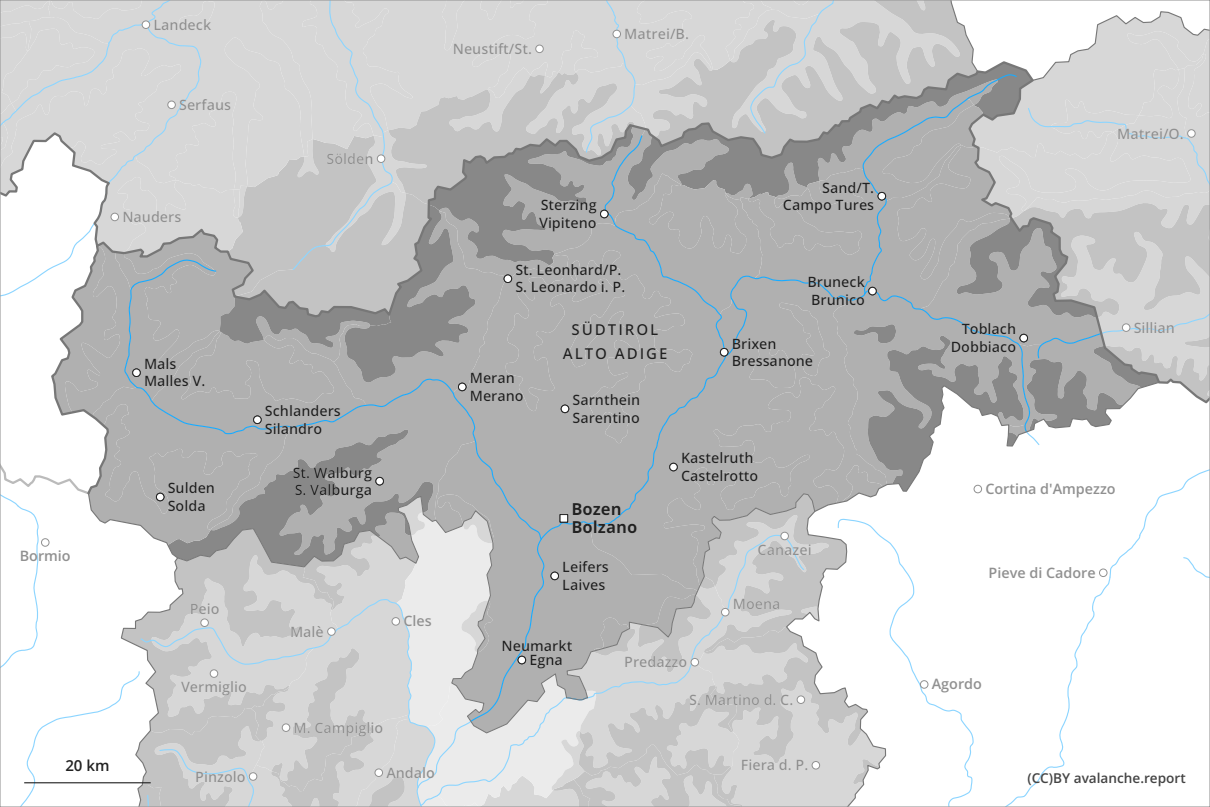 Landeck
Neustift/St.
Matrei/B.
Serfaus
Matrei/O.
Sölden
Sand/T.
Campo Tures
Nauders
Sterzing
Vipiteno
St. Leonhard/P.
S. Leonardo i. P.
Bruneck
Brunico
SÜDTIROL
ALTO ADIGE
Toblach
Dobbiaco
Sillian
Brixen
Bressanone
Mals
Malles V.
Meran
Merano
Sarnthein
Sarentino
Schlanders
Silandro
Kastelruth
Castelrotto
St. Walburg
S. Valburga
Sulden
Solda
Cortina d'Ampezzo
Bozen
Bolzano
Bormio
Canazei
Leifers
Laives
Pieve di Cadore
Peio
Moena
Malè
Cles
Neumarkt
Egna
Predazzo
Vermiglio
Agordo
S. Martino d. C.
M. Campiglio
20 km
Pinzolo
Andalo
Fiera d. P.
(CC)BY avalanche.report